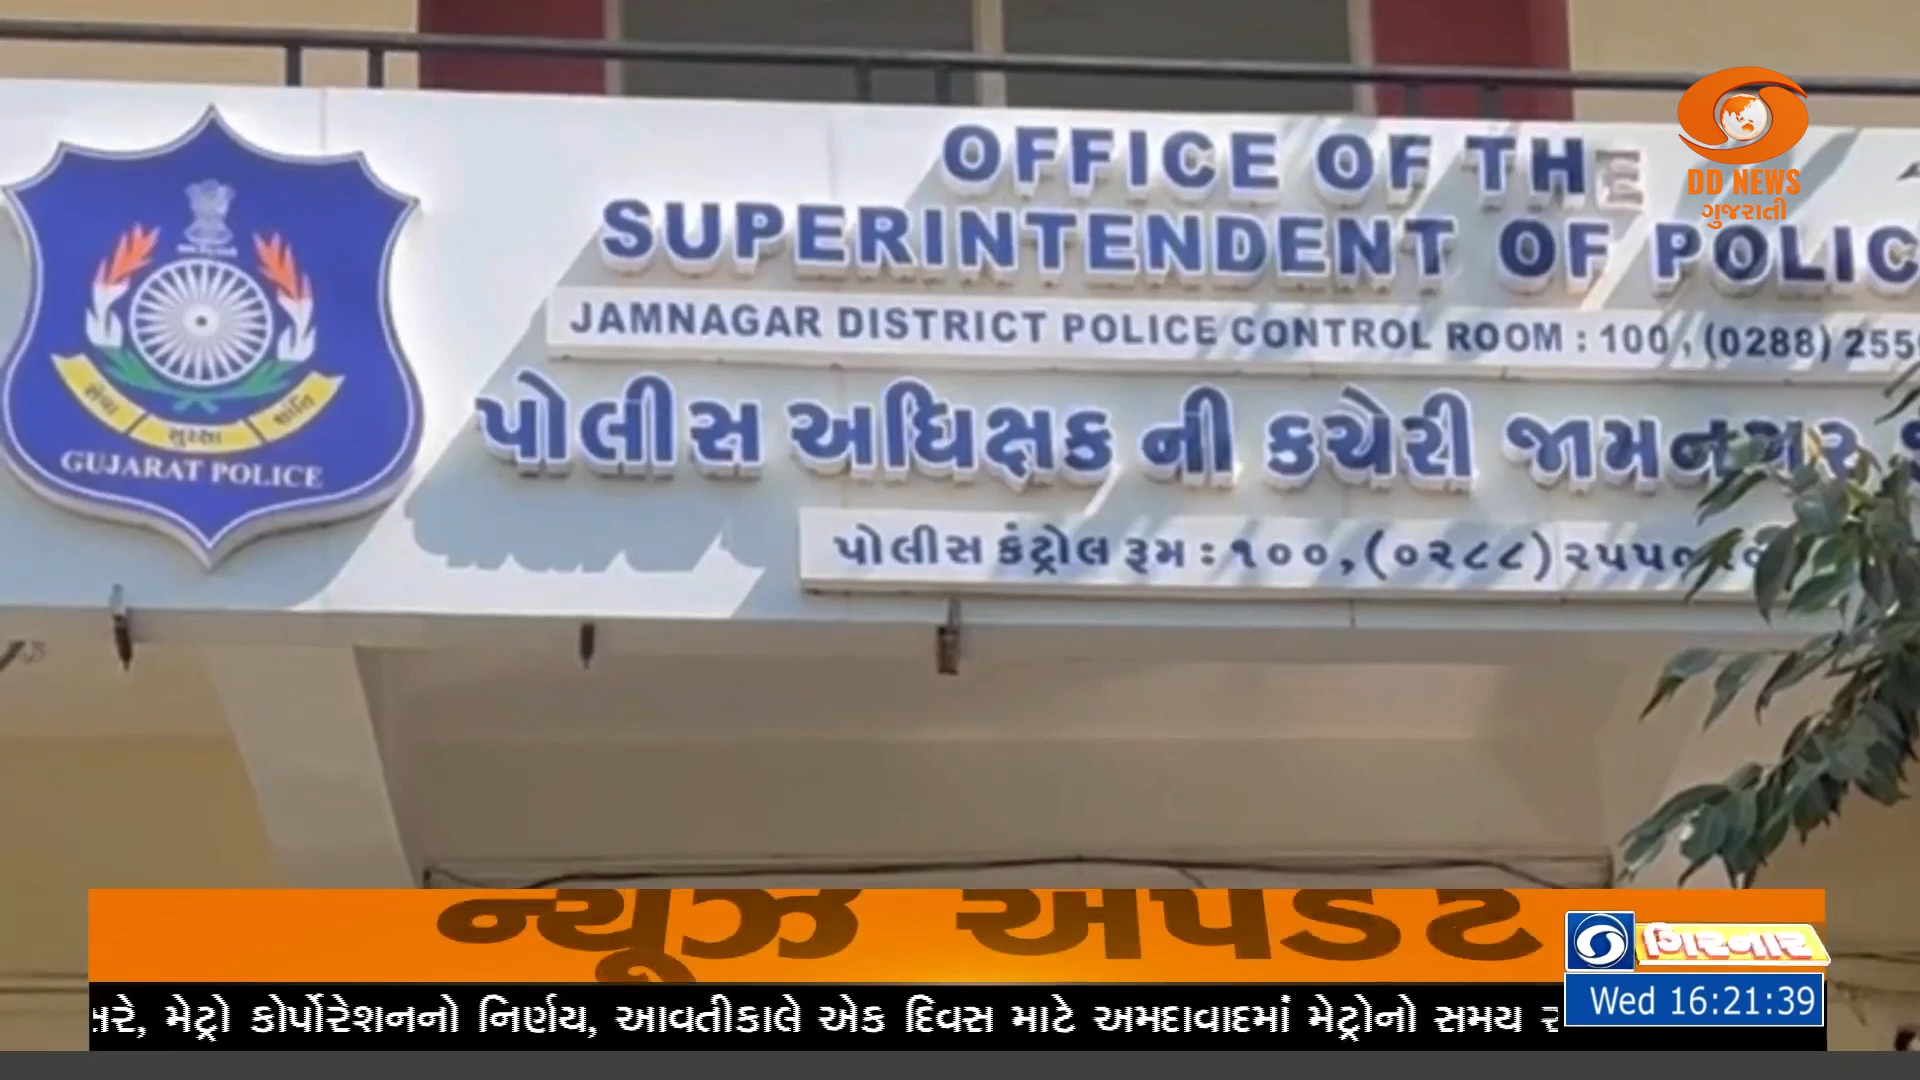 OFFICE OF THE
DD NEWS
ગુજરાતી
SUPERINTENDENT OF POLIC
JAMNAGAR DISTRICT POLICE CONTROL ROOM : 100, (0288) 255
પોલીસ અધિક્ષક ની કચેરી જામનગર
સેવા સુરક્ષા શાંતિ
GUJARAT POLICE
પોલીસ કંટ્રોલ રૂમ : ૧૦૦, (૦૨૮૮)
ન્યૂઝ અપડેટ
ગિરનાર
મેટ્રો કોર્પોરેશનનો નિર્ણય, આવતીકાલે એક દિવસ માટે અમદાવાદમાં મેટ્રોનો સમય
Wed 16:21:39